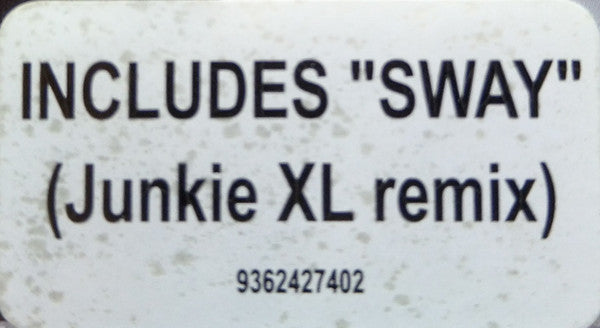 INCLUDES "SWAY"
(Junkie XL remix)
9362427402